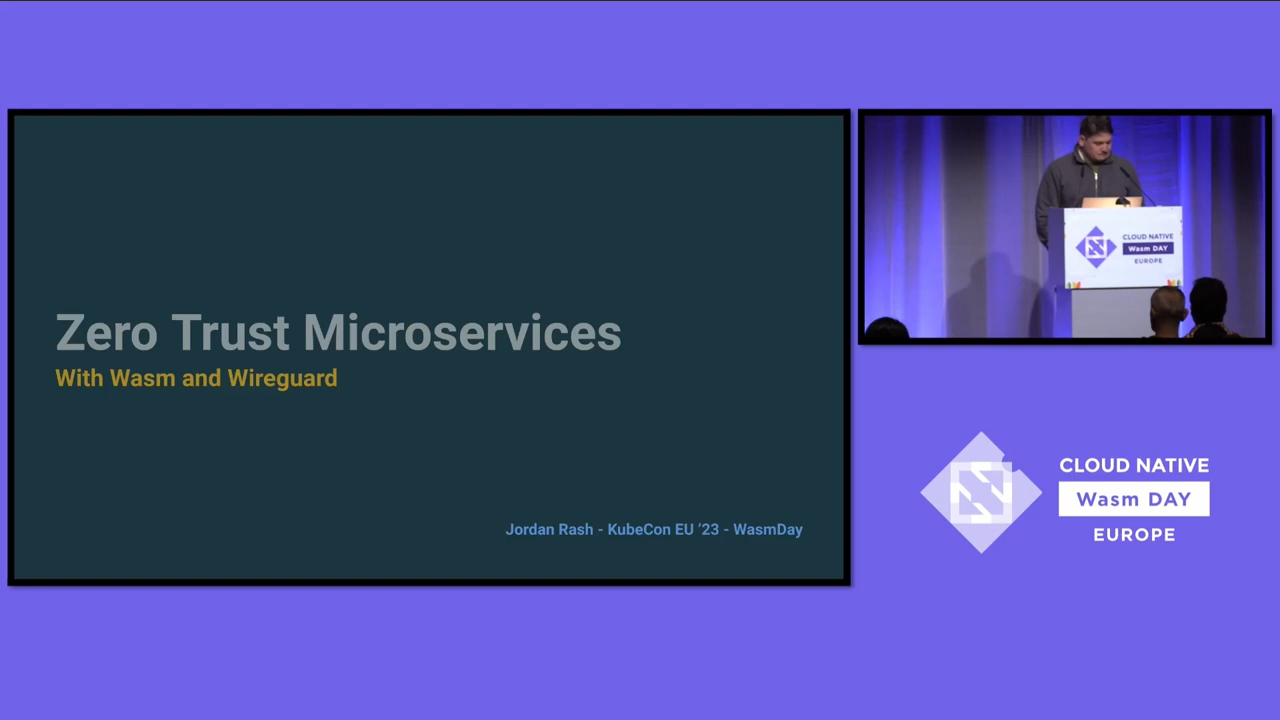 Zero Trust Microservices
With Wasm and Wireguard
Jordan Rash - KubeCon EU ’23 - WasmDay
CLOUD NATIVE
Wasm DAY
EUROPE
CLOUD NATIVE
Wasm DAY
EUROPE